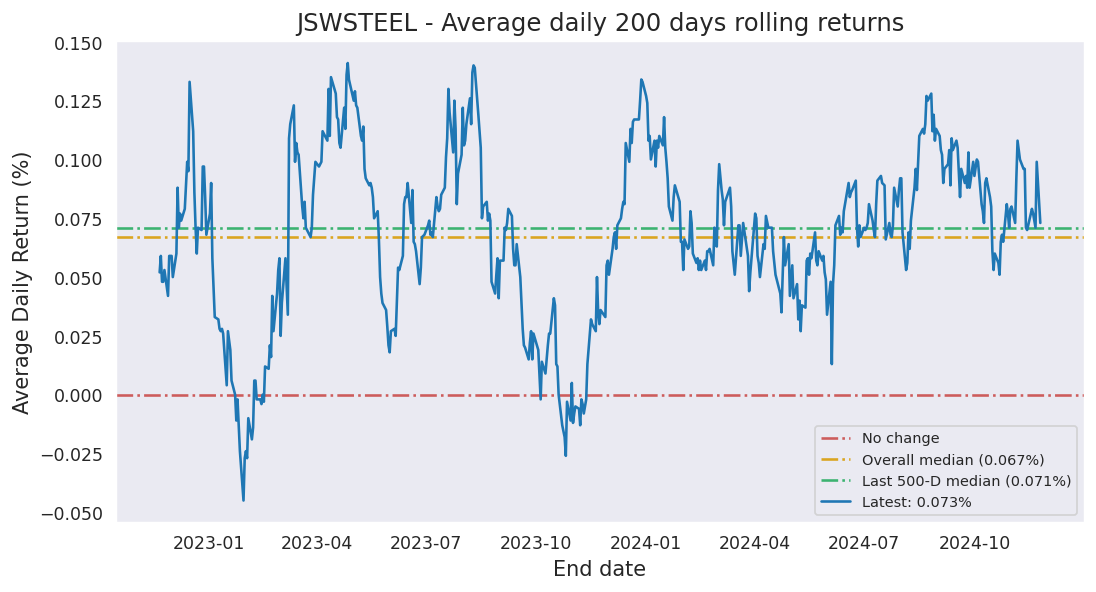 JSWSTEEL - Average daily 200 days rolling returns
Average Daily Return (%)
0.150
0.125
0.100
0.075
0.050
0.025
0.000
−0.025
−0.050
No change
Overall median (0.067%)
Last 500-D median (0.071%)
Latest: 0.073%
2023-01 2023-04 2023-07 2023-10 2024-01 2024-04 2024-07 2024-10
End date